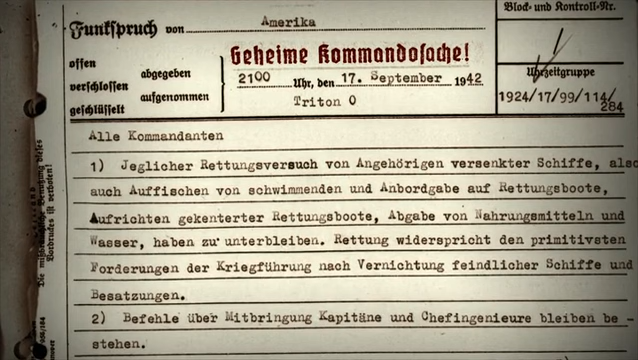 Block- und Kontroll-Nr.
Funkspruch von Amerika
Geheime Kommandosache!
offen
verschlossen
geschlüsselt
abgegeben
aufgenommen
2100 Uhr, den 17. September 1942
Triton O
Uhrzeitgruppe
1924/17/99/114/
284
Alle Kommandanten
1) Jeglicher Rettungsversuch von Angehörigen versenkter Schiffe, also
auch Auffischen von schwimmenden und Anbordgabe auf Rettungsboote,
Aufrichten gekenterter Rettungsboote, Abgabe von Nahrungsmitteln und
Wasser, haben zu unterbleiben. Rettung widerspricht den primitivsten
Forderungen der Kriegführung nach Vernichtung feindlicher Schiffe und
Besatzungen.
2) Befehle über Mitbringung Kapitäne und Chefingenieure bleiben be -
stehen.